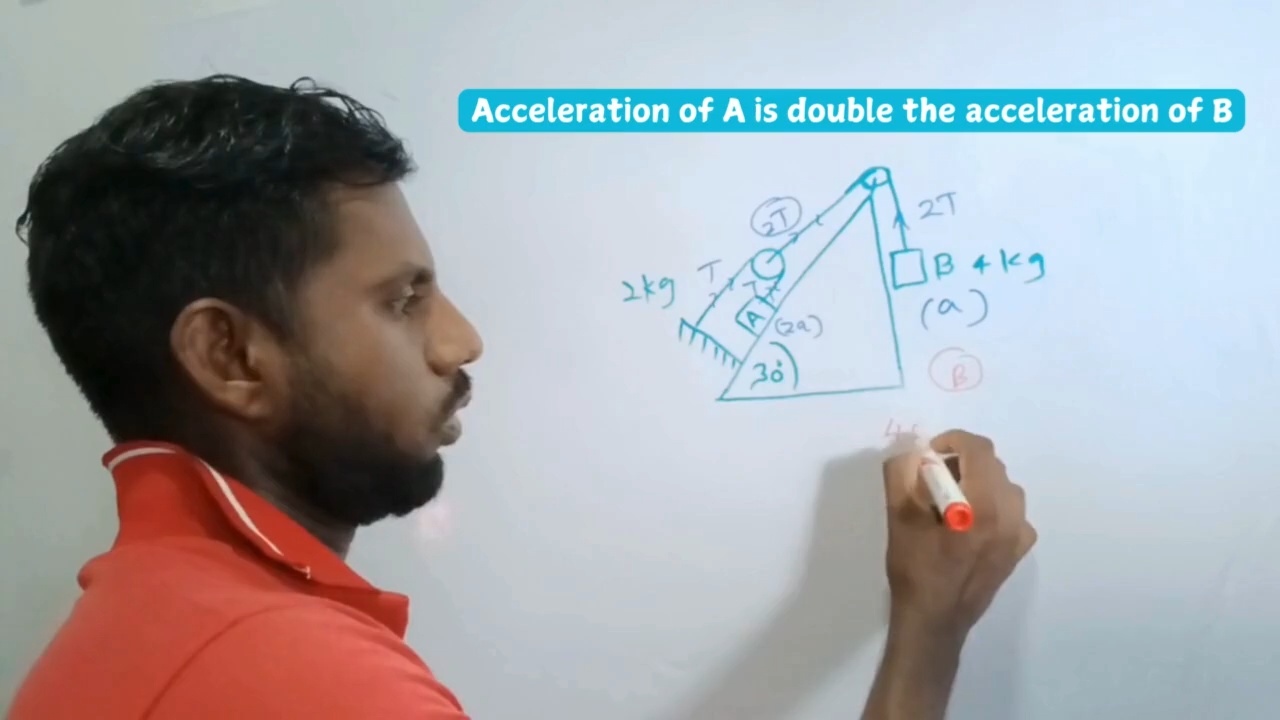 Acceleration of A is double the acceleration of B
2T
2T
T
T
2kg
B 4kg
A
(2a)
(a)
30°
B